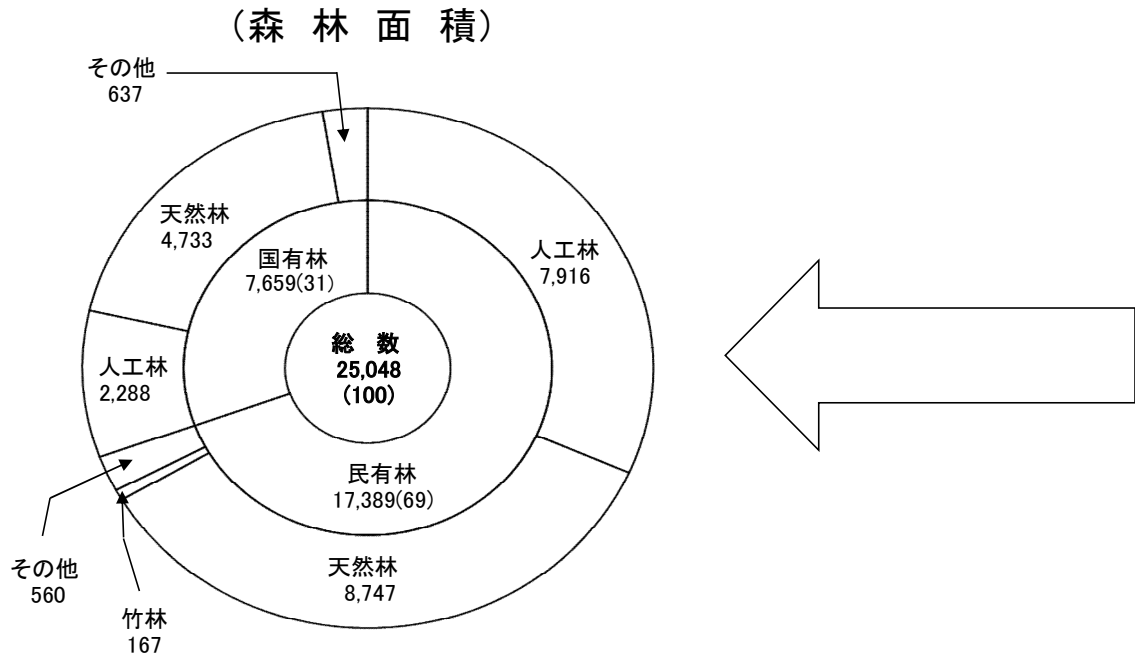 (森 林 面 積)
その他
637
天然林
4,733
国有林
7,659(31)
人工林
7,916
総 数
25,048
(100)
人工林
2,288
民有林
17,389(69)
天然林
8,747
その他
560
竹林
167